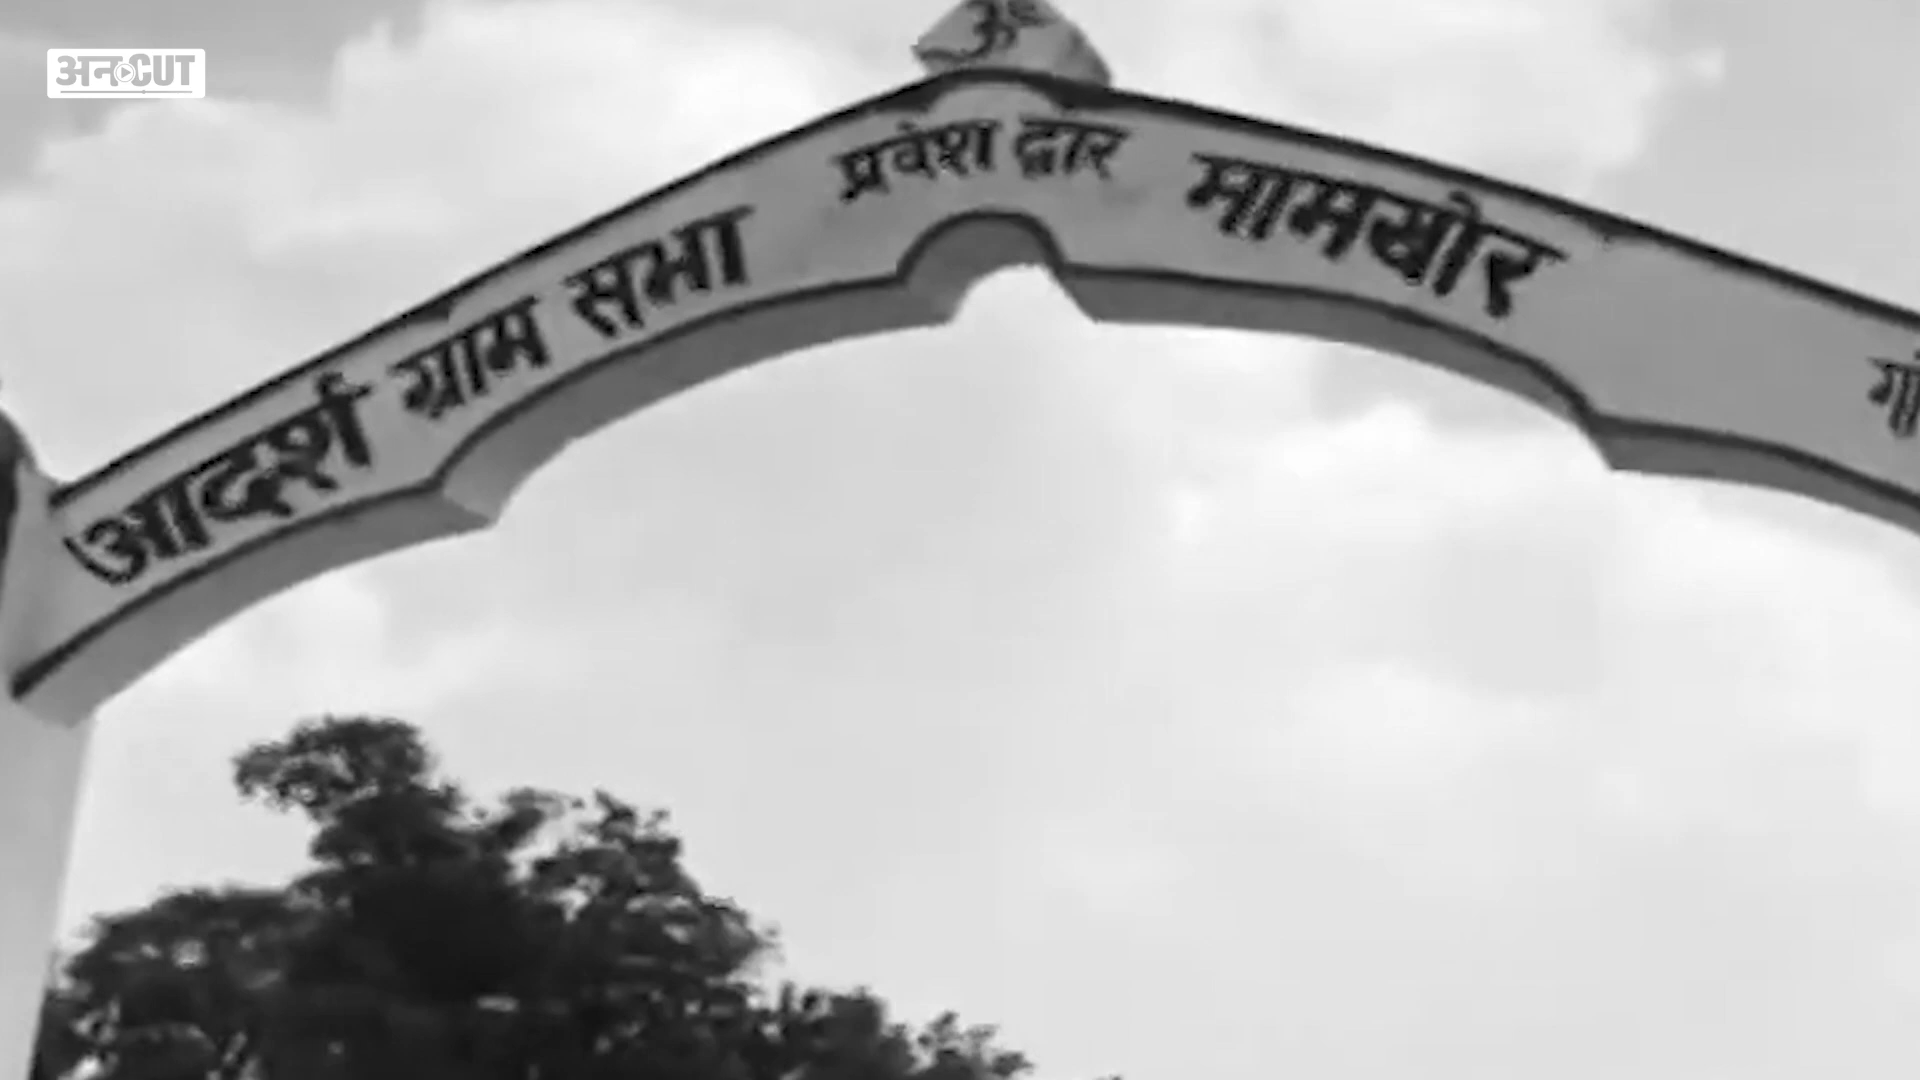 अनCUT
ॐ
प्रवेश द्वार
आदर्श ग्राम सभा मामखोर